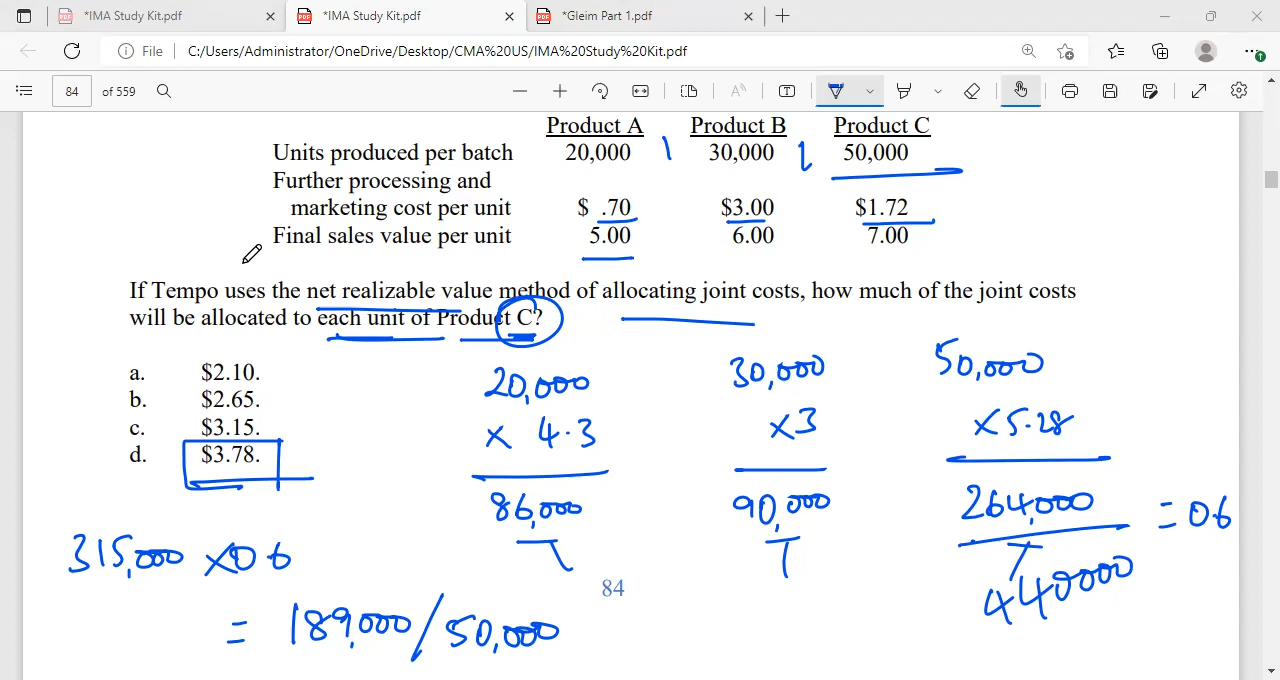 *IMA Study Kit.pdf
*IMA Study Kit.pdf
*Gleim Part 1.pdf
File
C:/Users/Administrator/OneDrive/Desktop/CMA%20US/IMA%20Study%20Kit.pdf
84 of 559
Product A Product B Product C
Units produced per batch 20,000 30,000 50,000
Further processing and
marketing cost per unit $ .70 $3.00 $1.72
Final sales value per unit 5.00 6.00 7.00
If Tempo uses the net realizable value method of allocating joint costs, how much of the joint costs
will be allocated to each unit of Product C?
a. $2.10.
b. $2.65.
c. $3.15.
d. $3.78.
20,000 30,000 50,000
x 4.3 x3 x5.28
86,000 90,000 264,000 = 06
440000
315,000 x06
= 189,000/50,000
84